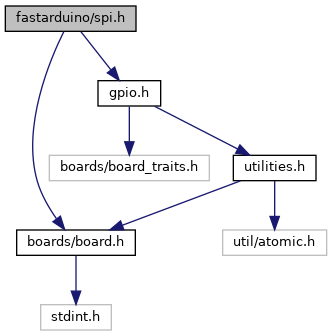 fastarduino/spi.h
gpio.h
boards/board_traits.h
utilities.h
boards/board.h
util/atomic.h
stdint.h